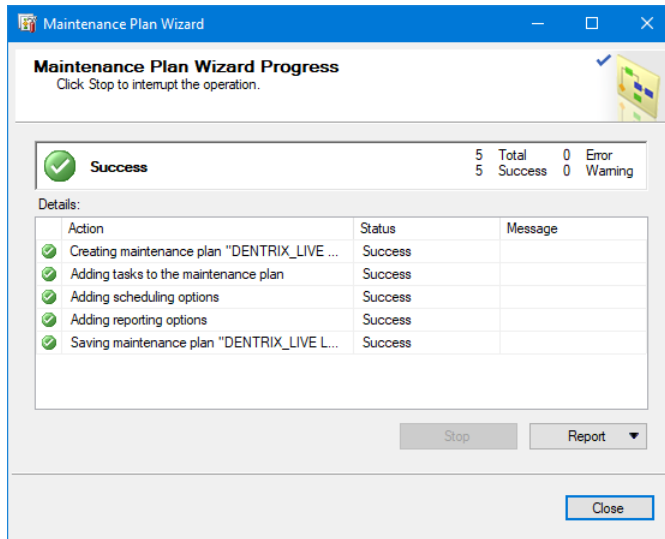 Maintenance Plan Wizard
Maintenance Plan Wizard Progress
Click Stop to interrupt the operation.
Success 5 Total 0 Error
5 Success 0 Warning
Details:
Action Status Message
Creating maintenance plan "DENTRIX_LIVE ... Success
Adding tasks to the maintenance plan Success
Adding scheduling options Success
Adding reporting options Success
Saving maintenance plan "DENTRIX_LIVE L... Success
Stop Report
Close